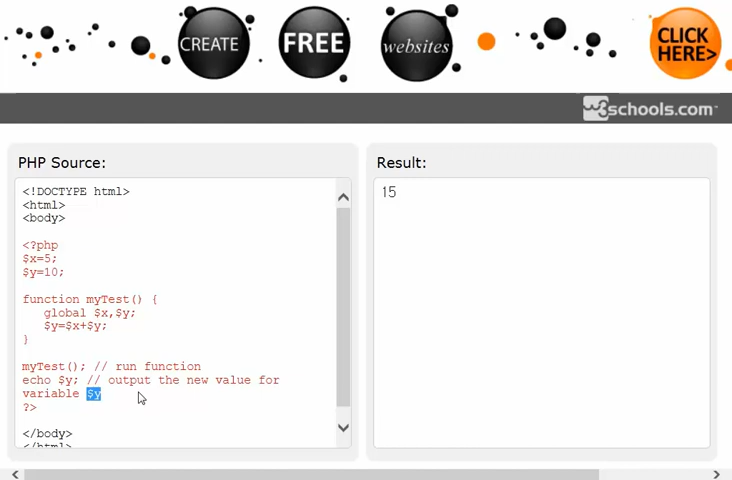 CREATE FREE websites CLICK HERE>
w3schools.com
PHP Source:
Result:
<!DOCTYPE html>
<html>
<body>
<?php
$x=5;
$y=10;
function myTest() {
global $x,$y;
$y=$x+$y;
}
myTest(); // run function
echo $y; // output the new value for
variable $y
?>
</body>
</html>
15